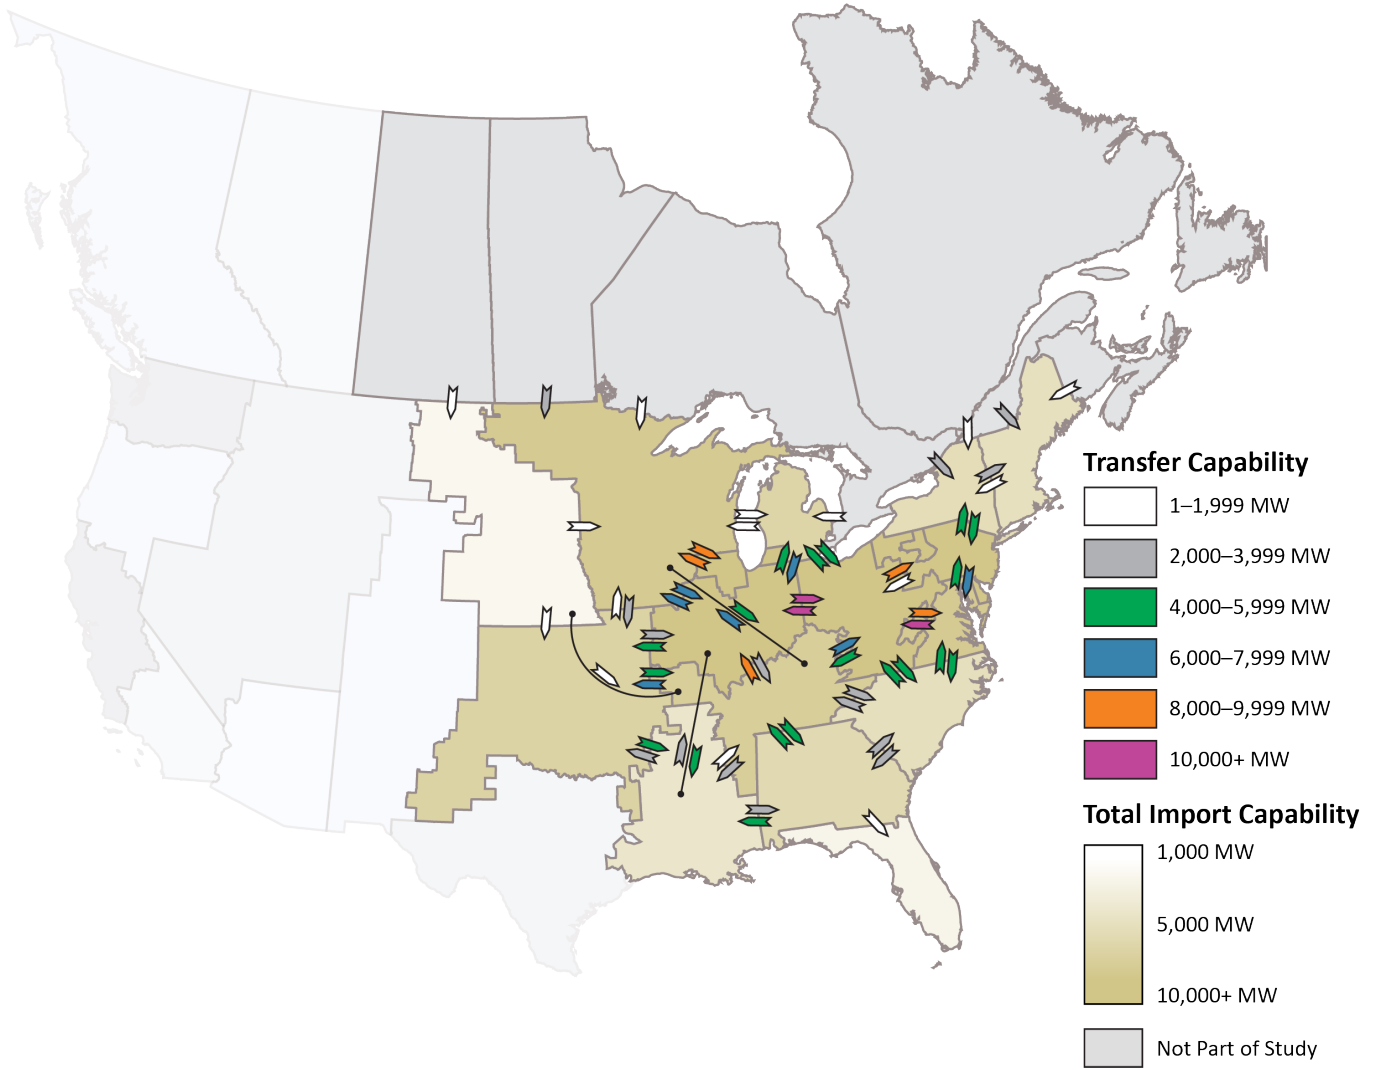 Transfer Capability
1–1,999 MW
2,000–3,999 MW
4,000–5,999 MW
6,000–7,999 MW
8,000–9,999 MW
10,000+ MW
Total Import Capability
1,000 MW
5,000 MW
10,000+ MW
Not Part of Study